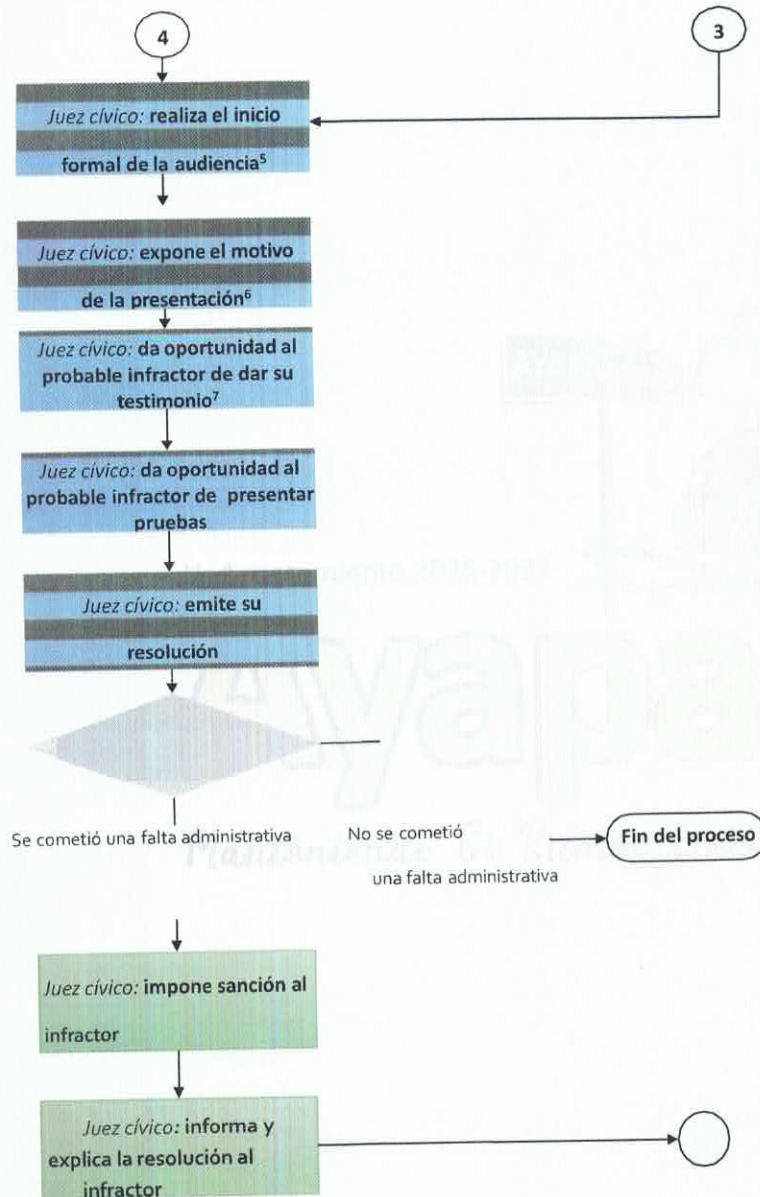 4
3
Juez cívico: realiza el inicio
formal de la audiencia⁵
Juez cívico: expone el motivo
de la presentación⁶
Juez cívico: da oportunidad al
probable infractor de dar su
testimonio⁷
Juez cívico: da oportunidad al
probable infractor de presentar
pruebas
Juez cívico: emite su
resolución
Se cometió una falta administrativa
No se cometió
una falta administrativa
Fin del proceso
Juez cívico: impone sanción al
infractor
Juez cívico: informa y
explica la resolución al
infractor
Ayapa